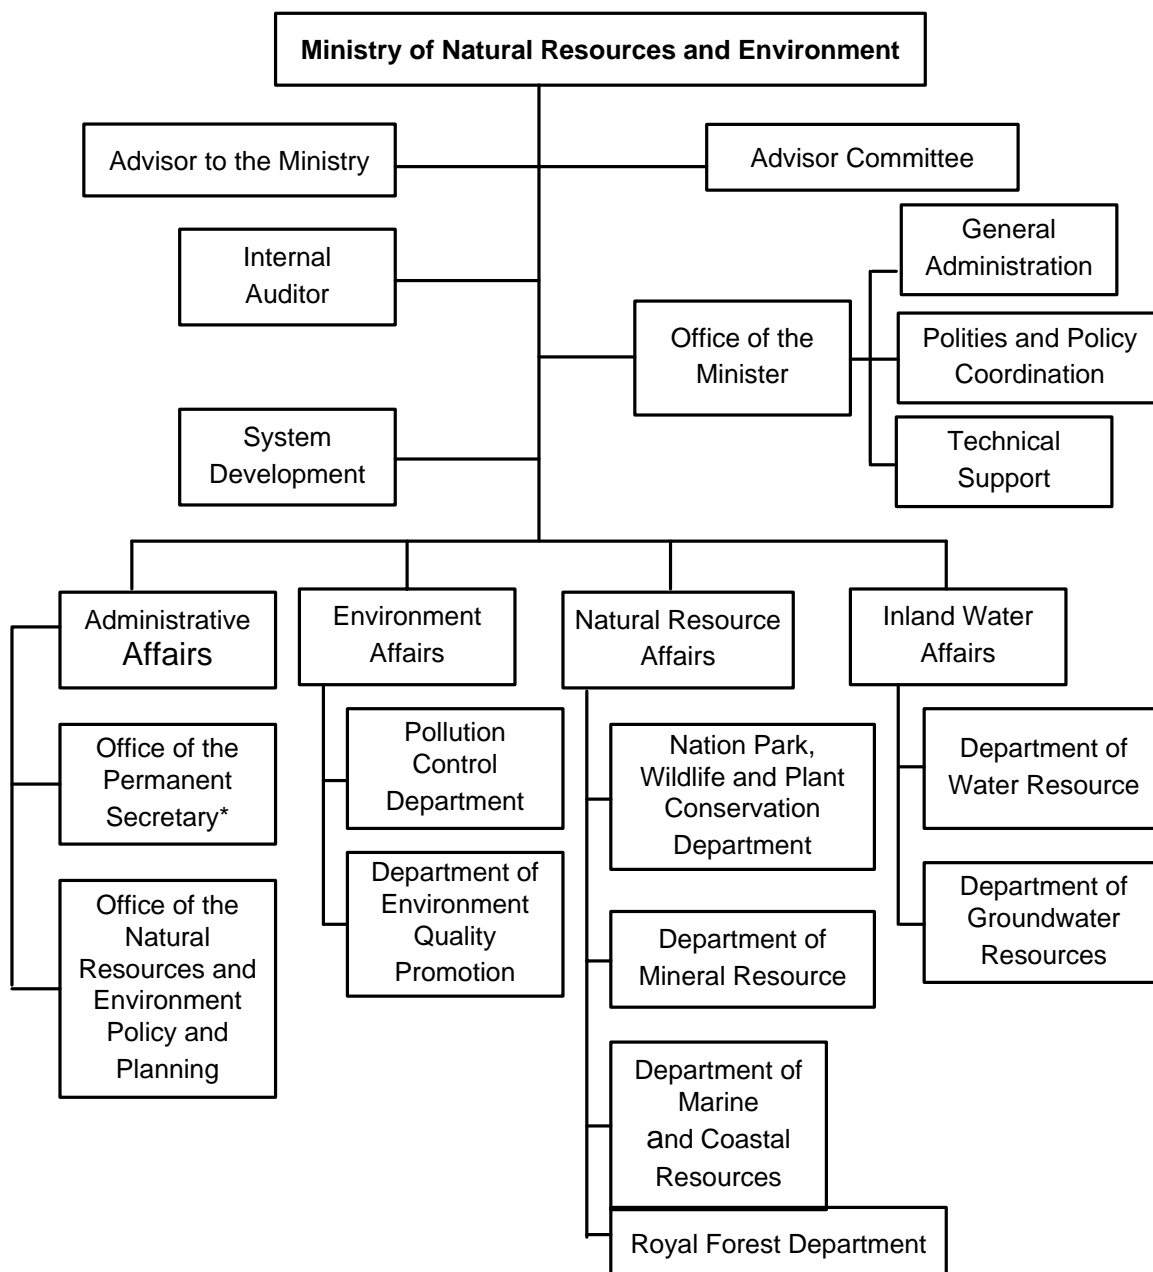 Ministry of Natural Resources and Environment
Advisor to the Ministry
Advisor Committee
Internal
Auditor
General
Administration
Office of the
Minister
Polities and Policy
Coordination
System
Development
Technical
Support
Administrative
Affairs
Environment
Affairs
Natural Resource
Affairs
Inland Water
Affairs
Office of the
Permanent
Secretary*
Office of the
Natural
Resources and
Environment
Policy and
Planning
Pollution
Control
Department
Department of
Environment
Quality
Promotion
Nation Park,
Wildlife and Plant
Conservation
Department
Department of
Mineral Resource
Department of
Marine
and Coastal
Resources
Royal Forest Department
Department of
Water Resource
Department of
Groundwater
Resources